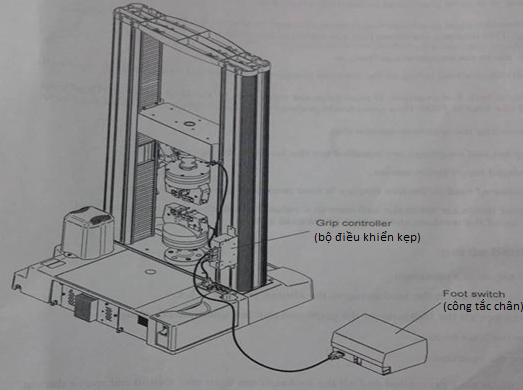 Grip controller
(bộ điều khiển kẹp)
Foot switch
(công tắc chân)